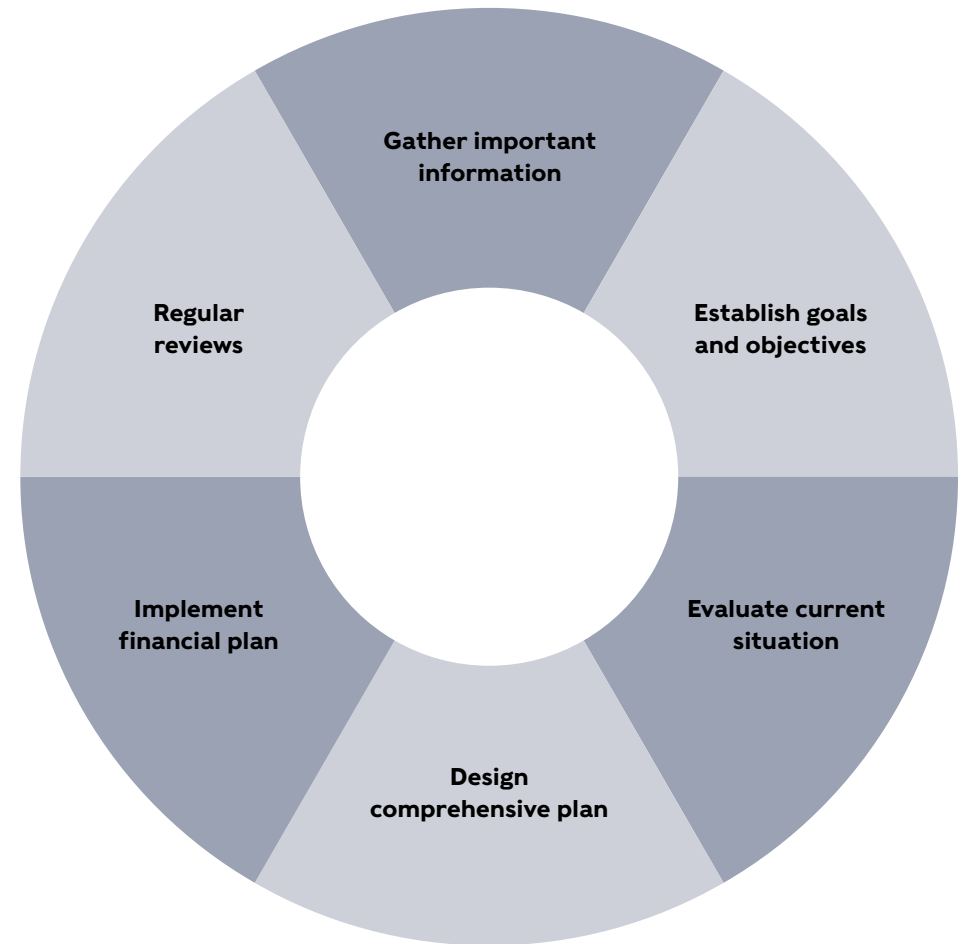 Gather important
information
Establish goals
and objectives
Evaluate current
situation
Design
comprehensive plan
Implement
financial plan
Regular
reviews